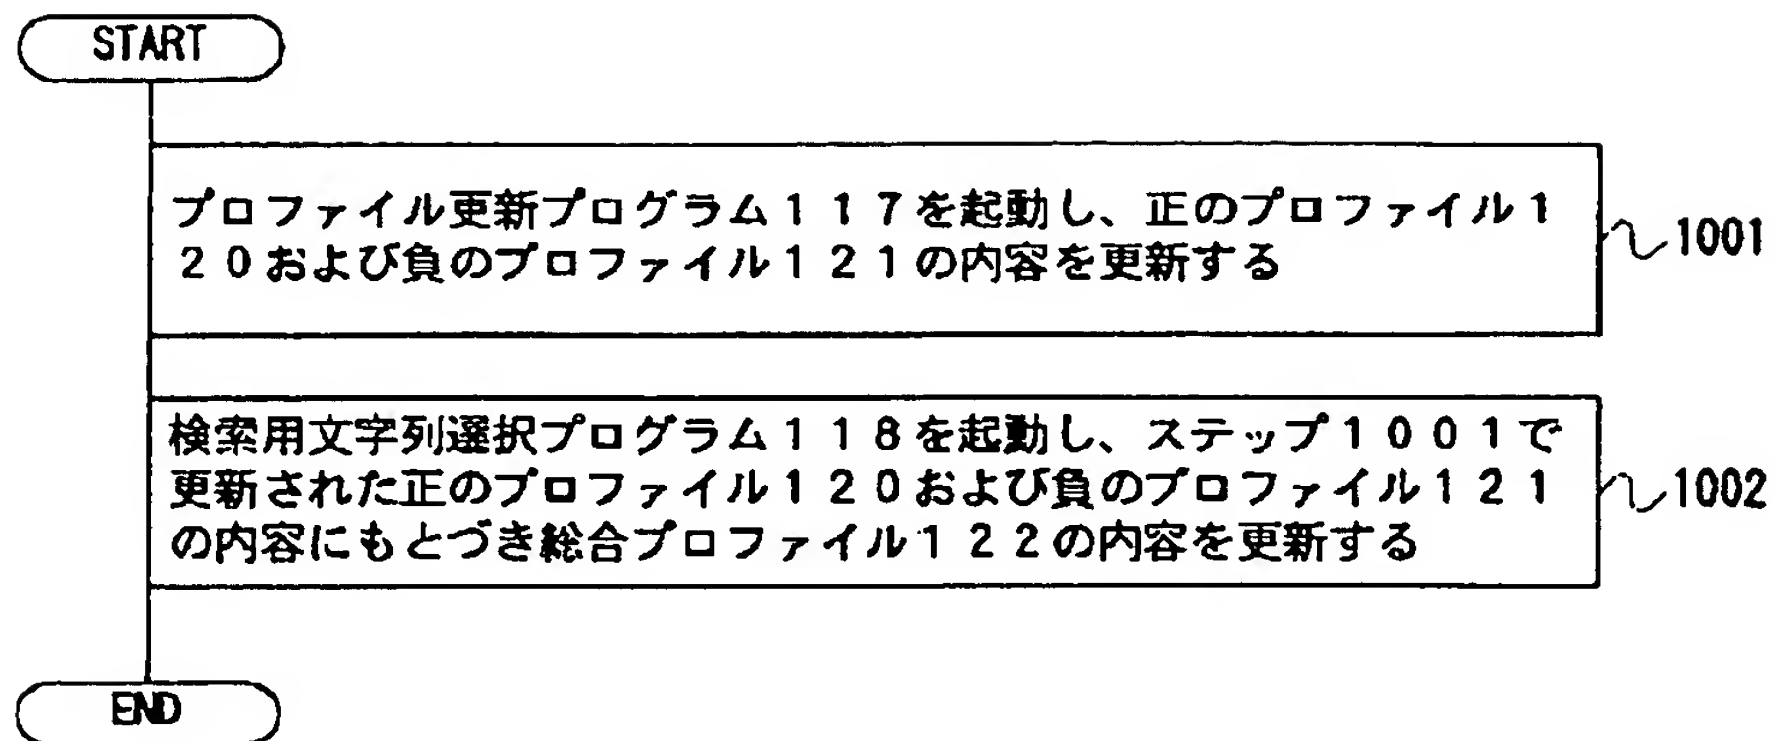 START
プロファイル更新プログラム１１７を起動し、正のプロファイル１
２０および負のプロファイル１２１の内容を更新する
1001
検索用文字列選択プログラム１１８を起動し、ステップ１００１で
更新された正のプロファイル１２０および負のプロファイル１２１
の内容にもとづき総合プロファイル１２２の内容を更新する
1002
END